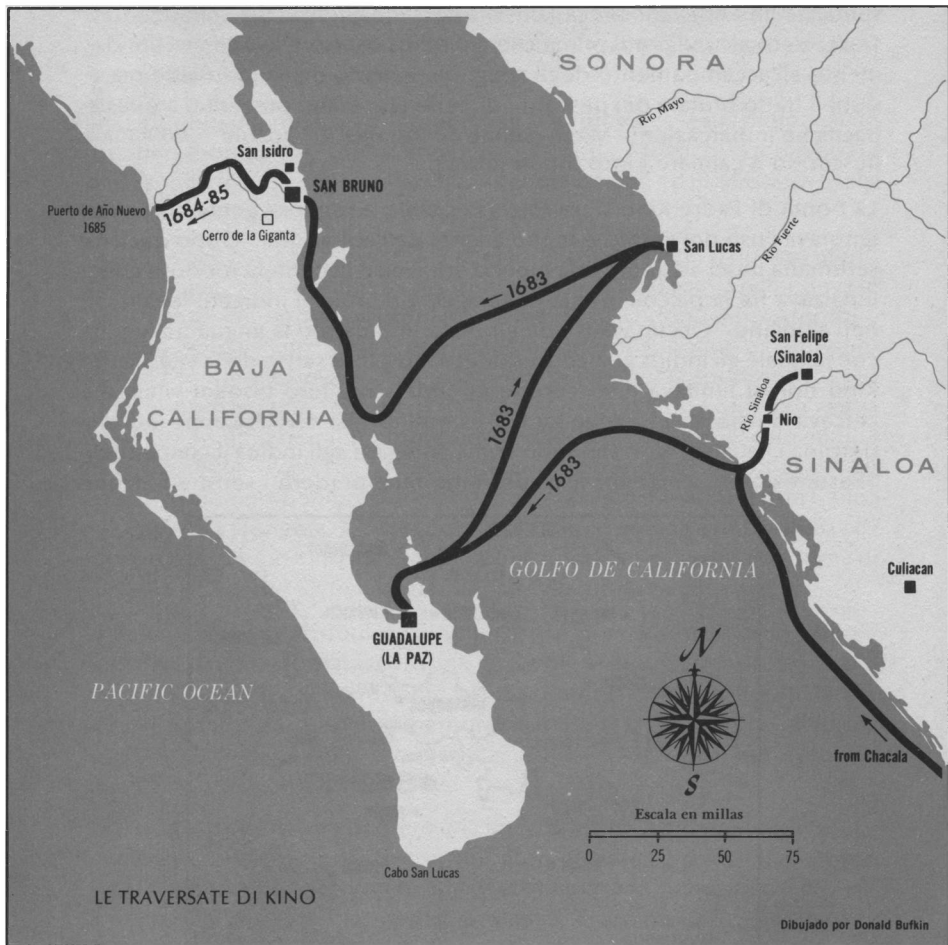 SONORA
Río Mayo
San Isidro
SAN BRUNO
1684-85
Puerto de Año Nuevo
1685
Cerro de la Giganta
Río Fuerte
San Lucas
1683
San Felipe
(Sinaloa)
BAJA
CALIFORNIA
1683
Río Sinaloa
Nio
1683
SINALOA
GOLFO DE CALIFORNIA
Culiacan
GUADALUPE
(LA PAZ)
N
PACIFIC OCEAN
S
from Chacala
Escala en millas
0 25 50 75
Cabo San Lucas
LE TRAVERSATE DI KINO
Dibujado por Donald Bufkin